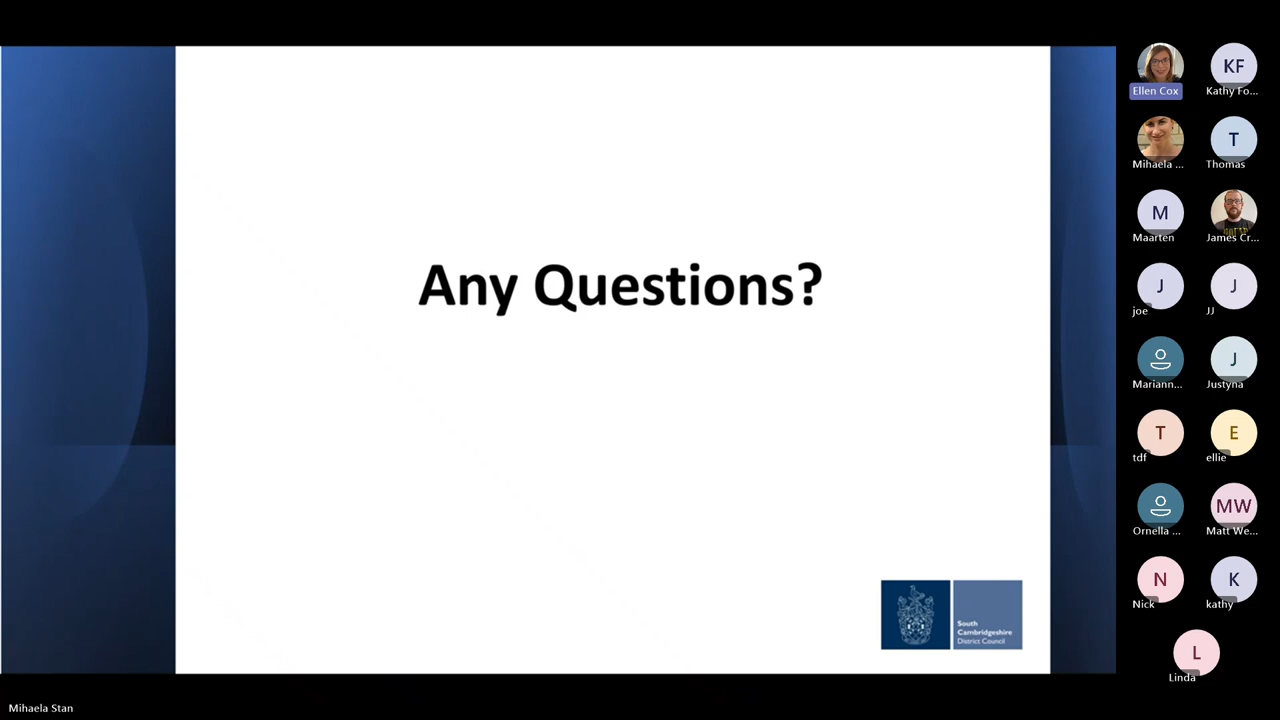 Any Questions?
South
Cambridgeshire
District Council
Ellen Cox
KF
Kathy Fo...
Mihaela ...
T
Thomas
M
Maarten
James Cr...
J
joe
J
JJ
Mariann...
J
Justyna
T
tdf
E
ellie
Ornella ...
MW
Matt We...
N
Nick
K
kathy
L
Linda
Mihaela Stan